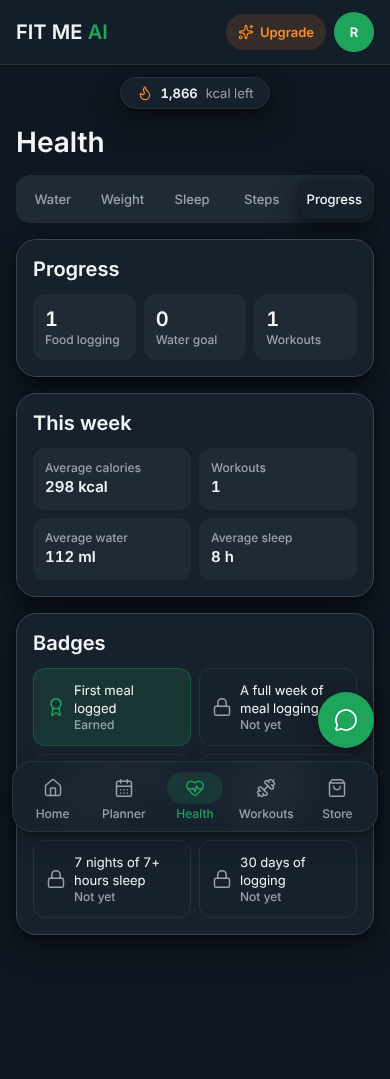 FIT ME AI
Upgrade
R
1,866 kcal left
Health
Water Weight Sleep Steps Progress
Progress
1 0 1
Food logging Water goal Workouts
This week
Average calories Workouts
298 kcal 1
Average water Average sleep
112 ml 8 h
Badges
First meal
logged
Earned
A full week of
meal logging
Not yet
Home Planner Health Workouts Store
7 nights of 7+
hours sleep
Not yet
30 days of
logging
Not yet